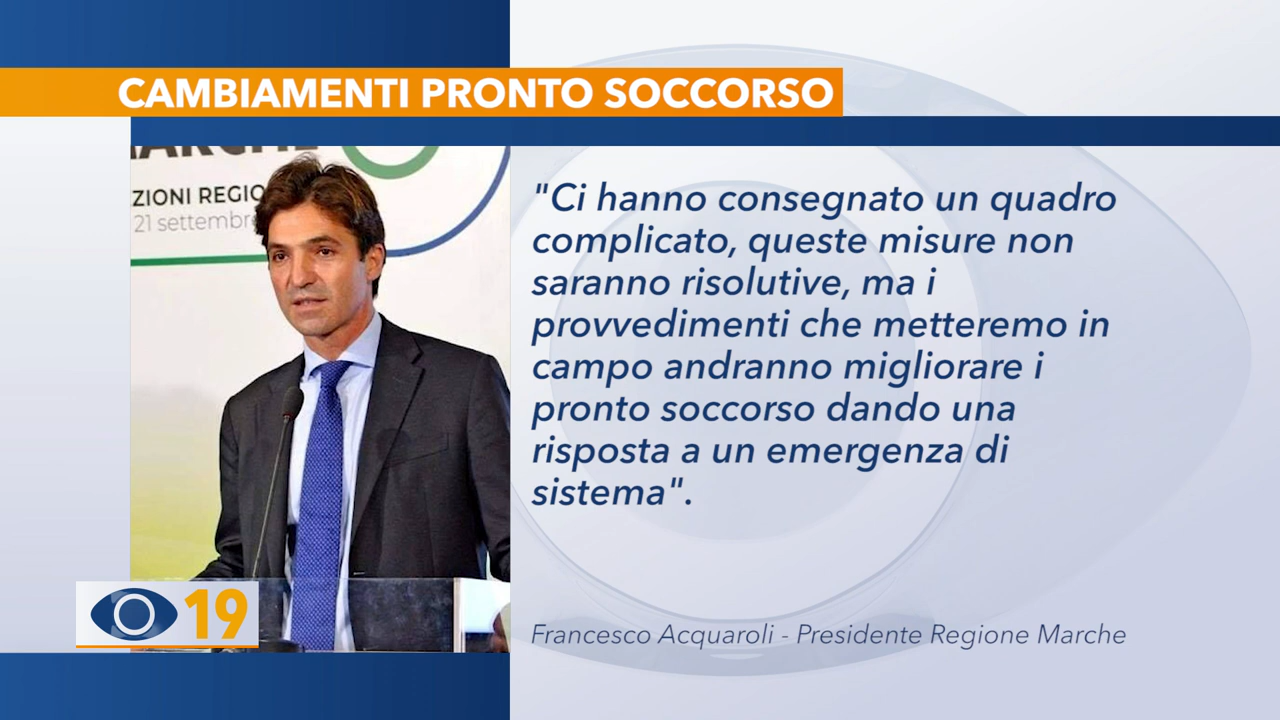 CAMBIAMENTI PRONTO SOCCORSO
MARCHE
ZIONI REGIO
21 settembre
"Ci hanno consegnato un quadro
complicato, queste misure non
saranno risolutive, ma i
provvedimenti che metteremo in
campo andranno migliorare i
pronto soccorso dando una
risposta a un emergenza di
sistema".
Francesco Acquaroli - Presidente Regione Marche
19